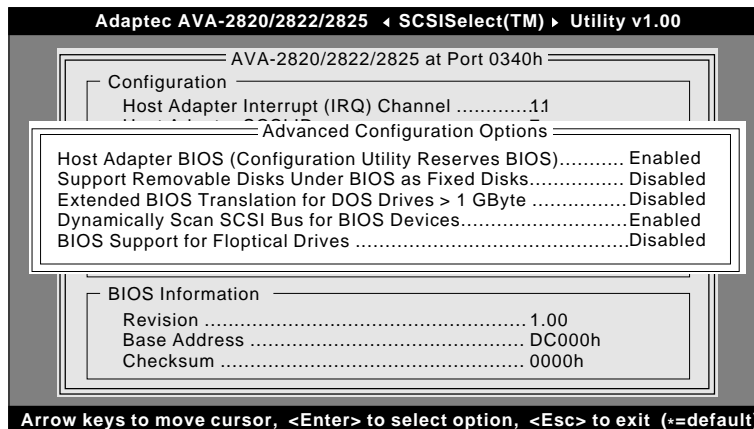 Adaptec AVA-2820/2822/2825 ◂ SCSISelect(TM) ▸ Utility v1.00
AVA-2820/2822/2825 at Port 0340h
Configuration
Host Adapter Interrupt (IRQ) Channel ............11
Advanced Configuration Options
Host Adapter BIOS (Configuration Utility Reserves BIOS)........... Enabled
Support Removable Disks Under BIOS as Fixed Disks................ Disabled
Extended BIOS Translation for DOS Drives > 1 GByte ................Disabled
Dynamically Scan SCSI Bus for BIOS Devices............................Enabled
BIOS Support for Floptical Drives ..............................................Disabled
BIOS Information
Revision ...................................................... 1.00
Base Address .............................................. DC000h
Checksum .................................................... 0000h
Arrow keys to move cursor, <Enter> to select option, <Esc> to exit (*=default)